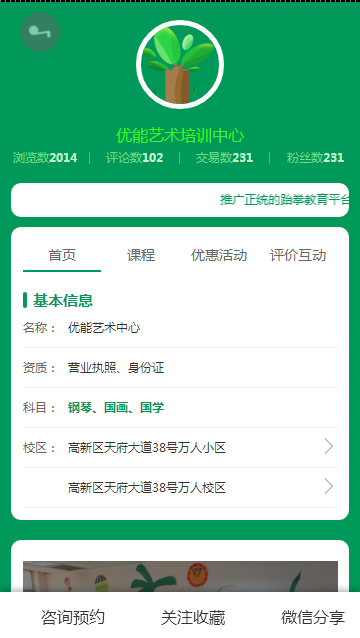 优能艺术培训中心
浏览数2014 评论数102 交易数231 粉丝数231
推广正统的跆拳教育平台
首页 课程 优惠活动 评价互动
基本信息
名称： 优能艺术中心
资质： 营业执照、身份证
科目： 钢琴、国画、国学
校区： 高新区天府大道38号万人小区
高新区天府大道38号万人校区
咨询预约 关注收藏 微信分享